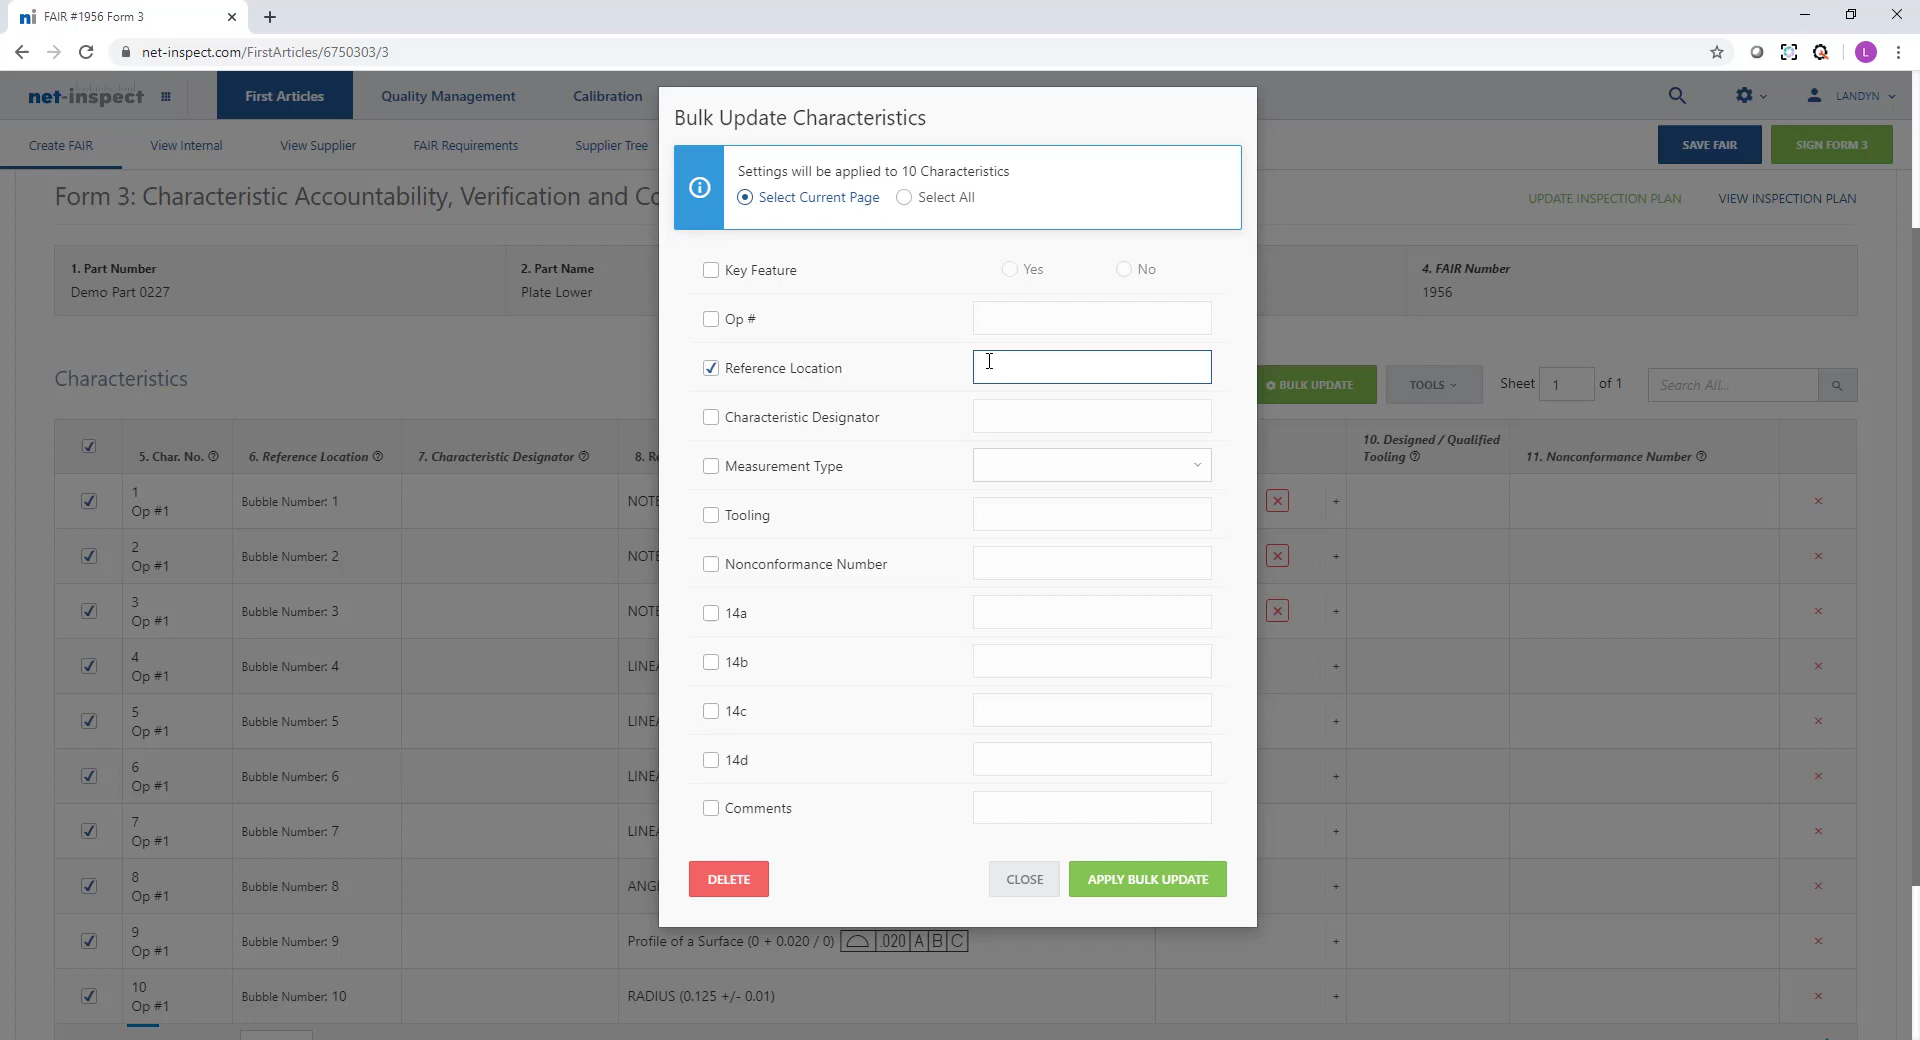 ni FAIR #1956 Form 3
net-inspect.com/FirstArticles/6750303/3
L
net-inspect
First Articles
Quality Management
Calibration
LANDYN
Create FAIR
View Internal
View Supplier
FAIR Requirements
Supplier Tree
SAVE FAIR
SIGN FORM 3
Form 3: Characteristic Accountability, Verification and Co
UPDATE INSPECTION PLAN
VIEW INSPECTION PLAN
1. Part Number
Demo Part 0227
2. Part Name
Plate Lower
4. FAIR Number
1956
Characteristics
BULK UPDATE
TOOLS
Sheet 1 of 1
Search All...
5. Char. No.
6. Reference Location
7. Characteristic Designator
8. R
10. Designed / Qualified
Tooling
11. Nonconformance Number
1
Op #1
Bubble Number: 1
NOTE
2
Op #1
Bubble Number: 2
NOTE
3
Op #1
Bubble Number: 3
NOTE
4
Op #1
Bubble Number: 4
LINEA
5
Op #1
Bubble Number: 5
LINEA
6
Op #1
Bubble Number: 6
LINEA
7
Op #1
Bubble Number: 7
LINEA
8
Op #1
Bubble Number: 8
ANG
9
Op #1
Bubble Number: 9
Profile of a Surface (0 + 0.020 / 0) .020 A B C
10
Op #1
Bubble Number: 10
RADIUS (0.125 +/- 0.01)
Bulk Update Characteristics
Settings will be applied to 10 Characteristics
Select Current Page
Select All
Key Feature
Yes
No
Op #
Reference Location
Characteristic Designator
Measurement Type
Tooling
Nonconformance Number
14a
14b
14c
14d
Comments
DELETE
CLOSE
APPLY BULK UPDATE